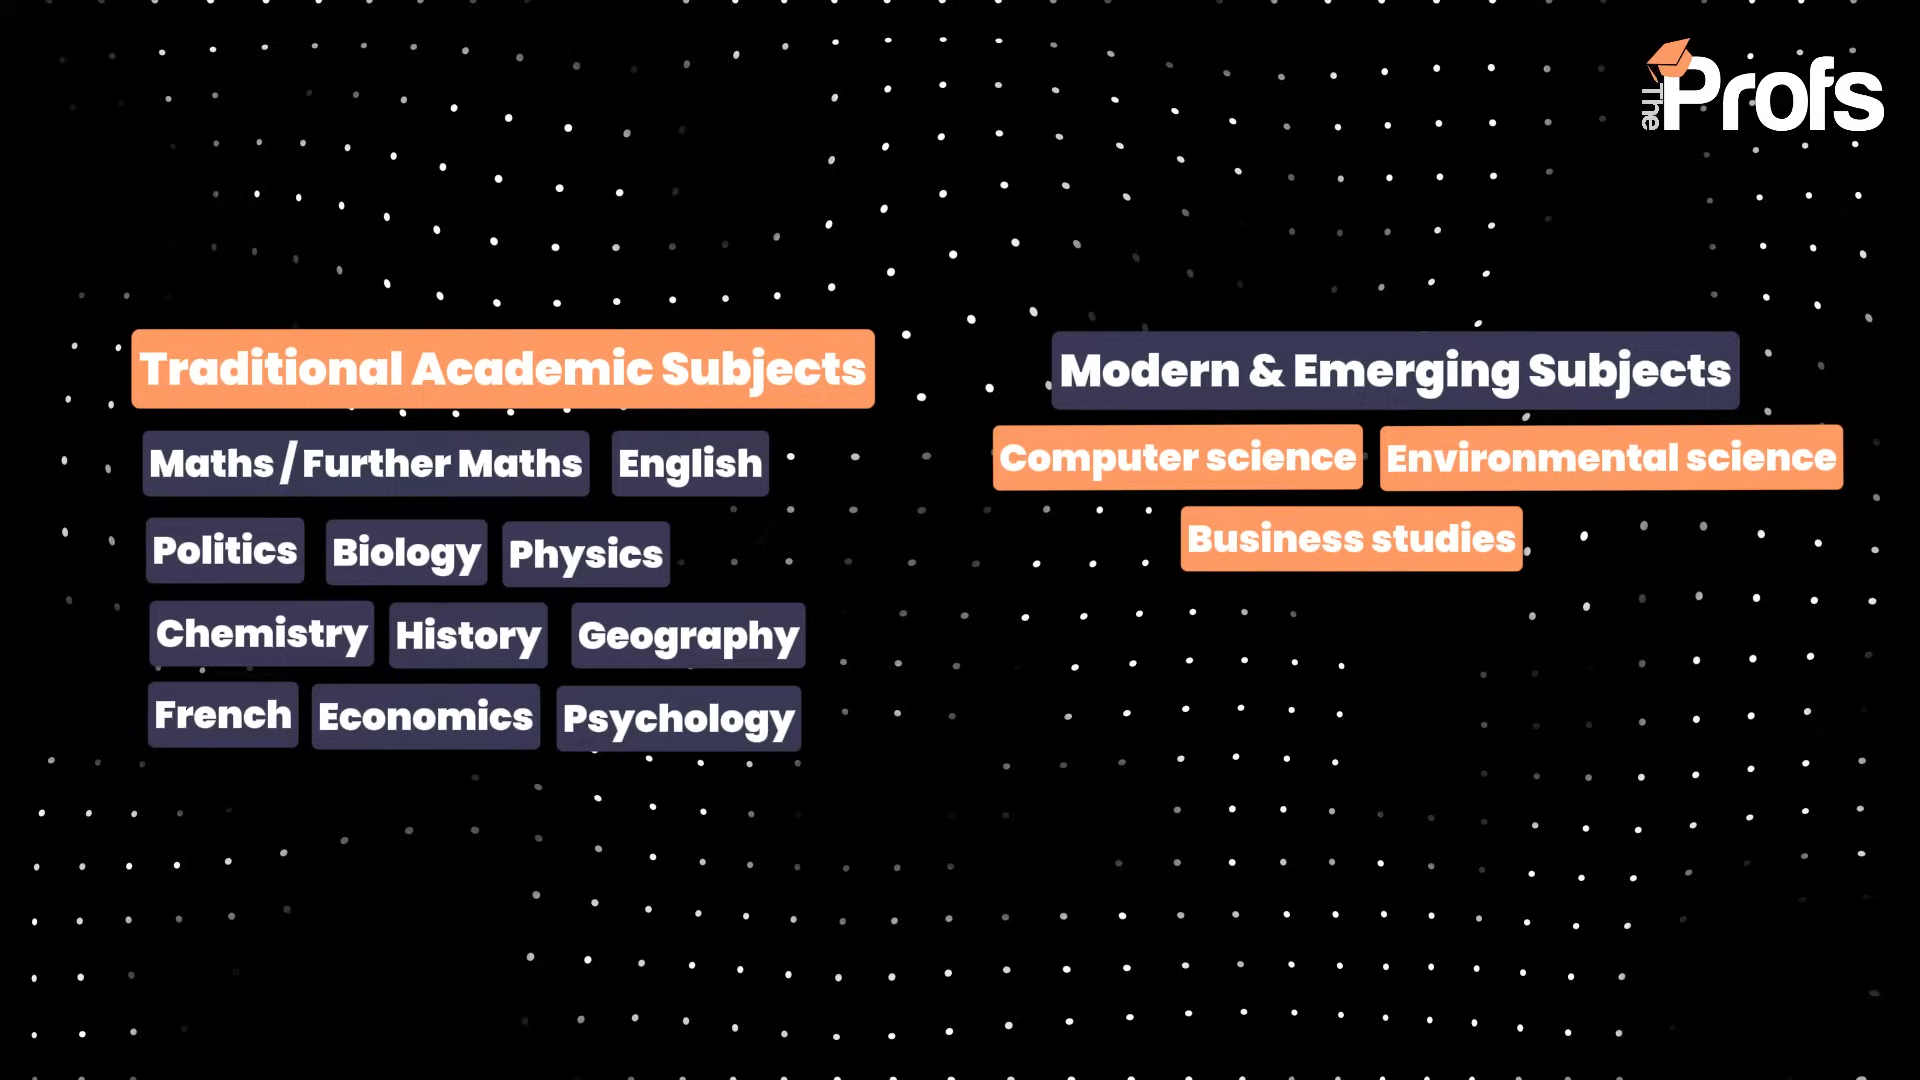 The Profs
Traditional Academic Subjects
Maths / Further Maths English
Politics Biology Physics
Chemistry History Geography
French Economics Psychology
Modern & Emerging Subjects
Computer science Environmental science
Business studies